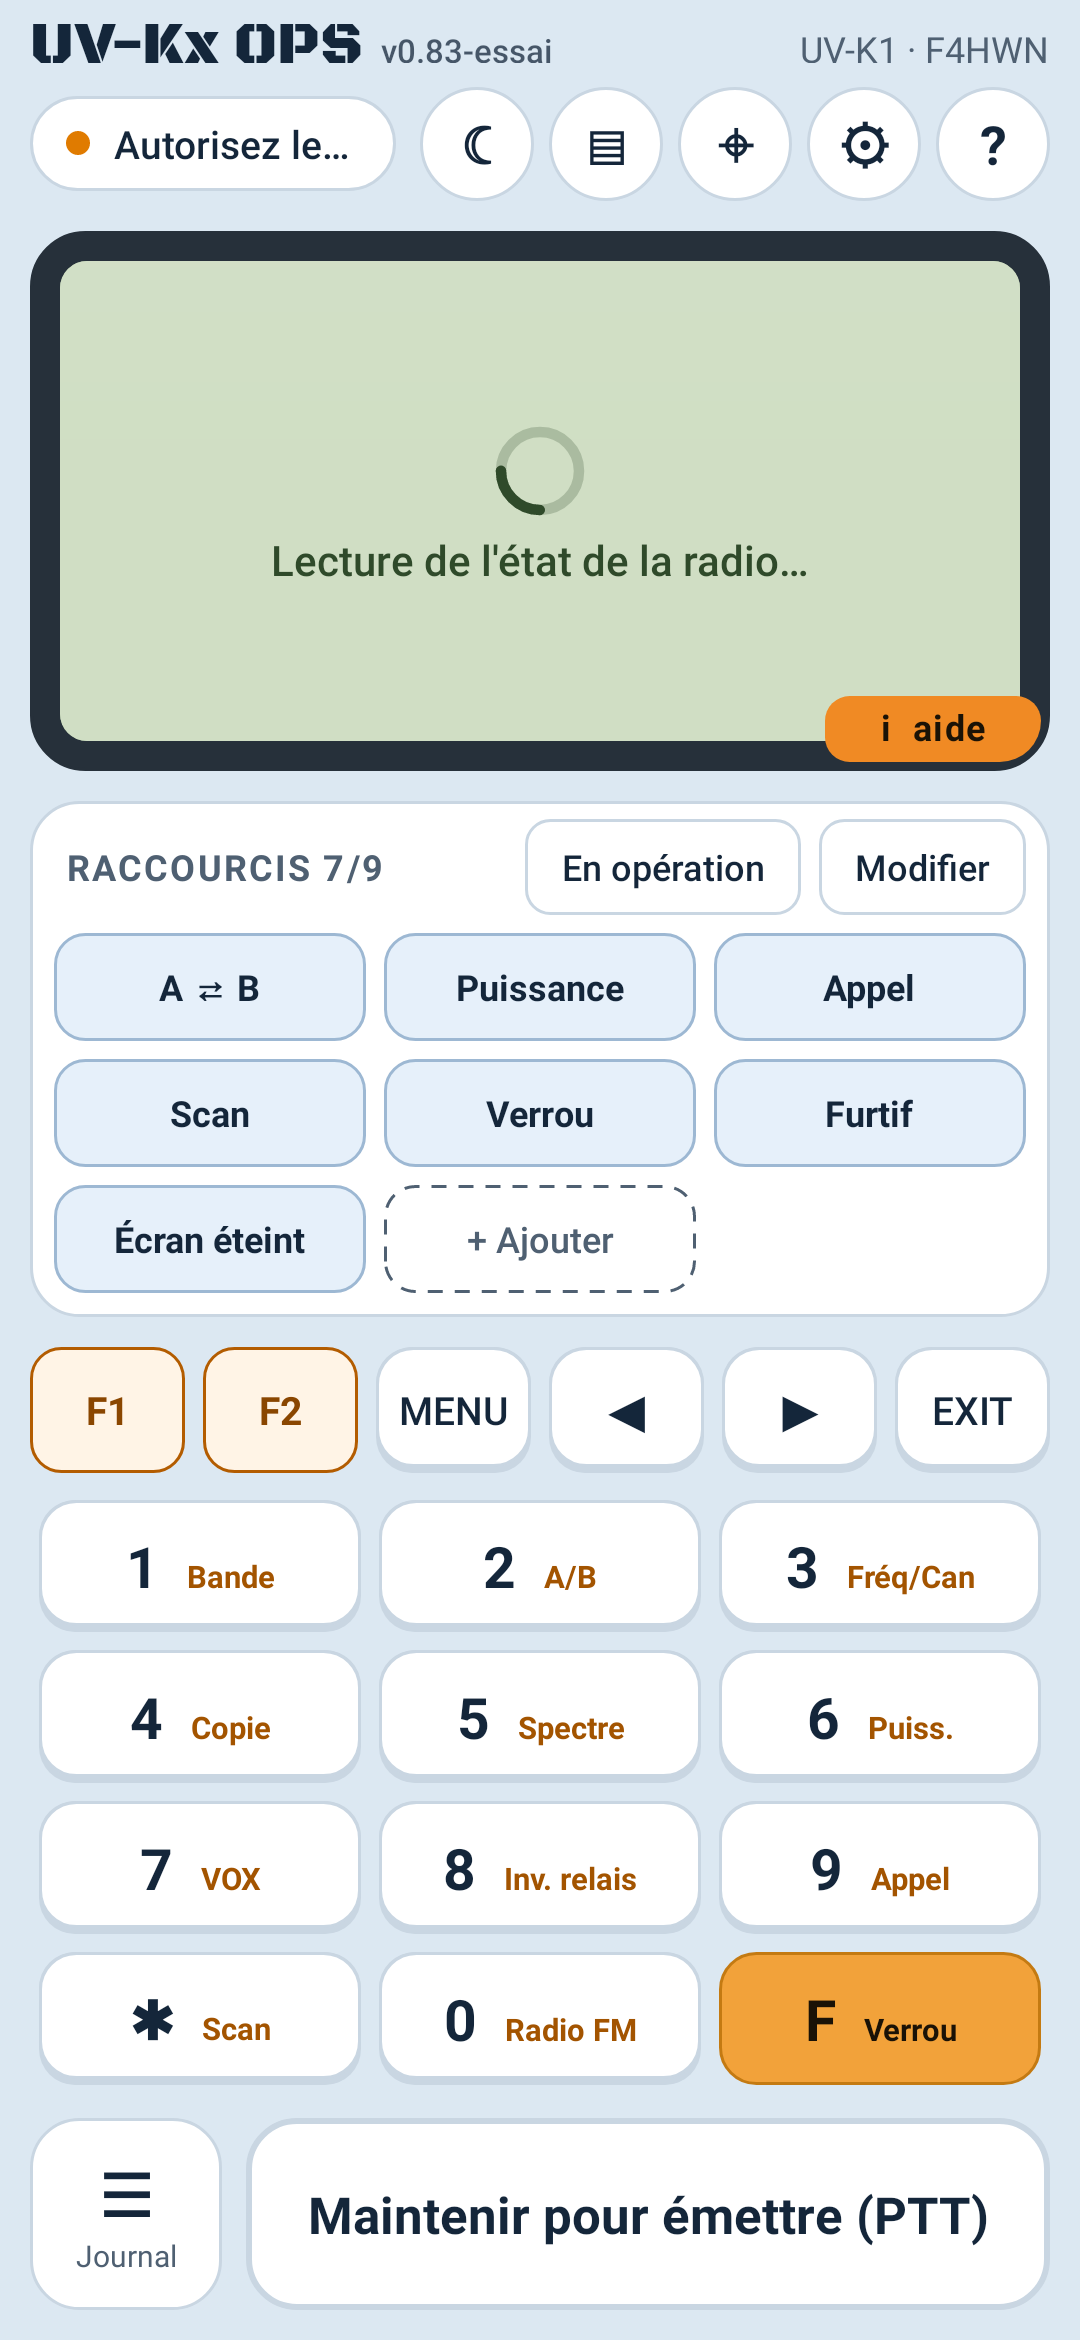 UV-Kx OPS v0.83-essai UV-K1 · F4HWN
Autorisez le… ☾ ▤ ⌖ ⚙ ?
Lecture de l'état de la radio…
i aide
RACCOURCIS 7/9 En opération Modifier
A ⇄ B Puissance Appel
Scan Verrou Furtif
Écran éteint + Ajouter
F1 F2 MENU ◀ ▶ EXIT
1 Bande 2 A/B 3 Fréq/Can
4 Copie 5 Spectre 6 Puiss.
7 VOX 8 Inv. relais 9 Appel
✱ Scan 0 Radio FM F Verrou
☰ Maintenir pour émettre (PTT)
Journal